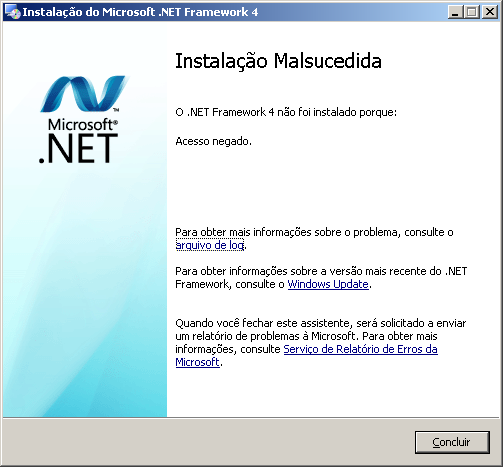 Instalação do Microsoft .NET Framework 4
Microsoft®
.NET
Instalação Malsucedida
O .NET Framework 4 não foi instalado porque:
Acesso negado.
Para obter mais informações sobre o problema, consulte o
arquivo de log.
Para obter informações sobre a versão mais recente do .NET
Framework, consulte o Windows Update.
Quando você fechar este assistente, será solicitado a enviar
um relatório de problemas à Microsoft. Para obter mais
informações, consulte Serviço de Relatório de Erros da
Microsoft.
Concluir